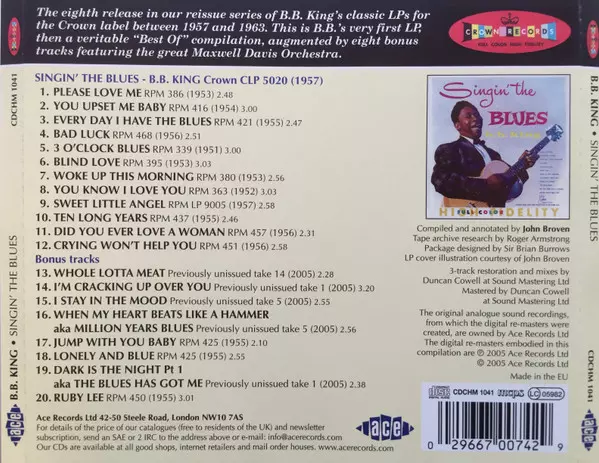 The eighth release in our reissue series of B.B. King's classic LPs for
the Crown label between 1957 and 1963. This is B.B.'s very first LP,
then a veritable "Best Of" compilation, augmented by eight bonus
tracks featuring the great Maxwell Davis Orchestra.
CROWN RECORDS
SINGIN' THE BLUES - B.B. KING Crown CLP 5020 (1957)
1. PLEASE LOVE ME RPM 386 (1953) 2.48
2. YOU UPSET ME BABY RPM 416 (1954) 3.00
3. EVERY DAY I HAVE THE BLUES RPM 421 (1955) 2.47
4. BAD LUCK RPM 468 (1956) 2.51
5. 3 O'CLOCK BLUES RPM 339 (1951) 3.00
6. BLIND LOVE RPM 395 (1953) 3.03
7. WOKE UP THIS MORNING RPM 380 (1953) 2.56
8. YOU KNOW I LOVE YOU RPM 363 (1952) 3.03
9. SWEET LITTLE ANGEL RPM LP 9005 (1957) 2.58
10. TEN LONG YEARS RPM 437 (1955) 2.46
11. DID YOU EVER LOVE A WOMAN RPM 457 (1956) 2.31
12. CRYING WON'T HELP YOU RPM 451 (1956) 2.58
Bonus tracks
13. WHOLE LOTTA MEAT Previously unissued take 14 (2005) 2.28
14. I'M CRACKING UP OVER YOU Previously unissued take 1 (2005) 3.20
15. I STAY IN THE MOOD Previously unissued take 5 (2005) 2.55
16. WHEN MY HEART BEATS LIKE A HAMMER
aka MILLION YEARS BLUES Previously unissued take 5 (2005) 2.56
17. JUMP WITH YOU BABY RPM 425 (1955) 2.10
18. LONELY AND BLUE RPM 425 (1955) 2.55
19. DARK IS THE NIGHT Pt 1
aka THE BLUES HAS GOT ME Previously unissued take 1 (2005) 2.38
20. RUBY LEE RPM 450 (1955) 3.03
Ace Records Ltd 42-50 Steele Road, London NW10 7AS
For details of the price of our catalogues (free to residents of the UK) and newsletter
subscription, send an SAE or 2 IRC to the address above or e-mail: info@acerecords.com
Our CDs are available at all good shops, internet retailers and mail order houses. www.acerecords.com
Singin' the
BLUES
HI FULL COLOR FIDELITY
Compiled and annotated by John Broven
Tape archive research by Roger Armstrong
Package designed by Sir Brian Burrows
LP cover illustration courtesy of John Broven
3-track restoration and mixes by
Duncan Cowell at Sound Mastering Ltd
Mastered by Duncan Cowell
at Sound Mastering Ltd
The original analogue sound recordings,
from which the digital re-masters were
created, are owned by Ace Records Ltd
The digital re-masters embodied in this
compilation are ℗ 2005 Ace Records Ltd
© 2005 Ace Records Ltd
Made in the EU
ace
CDCHM 1041
mcps
LC 05982
0 29667 00742 9
CDCHM 1041
B.B. KING • SINGIN' THE BLUES
ace
CDCHM 1041
B.B. KING • SINGIN' THE BLUES
ace